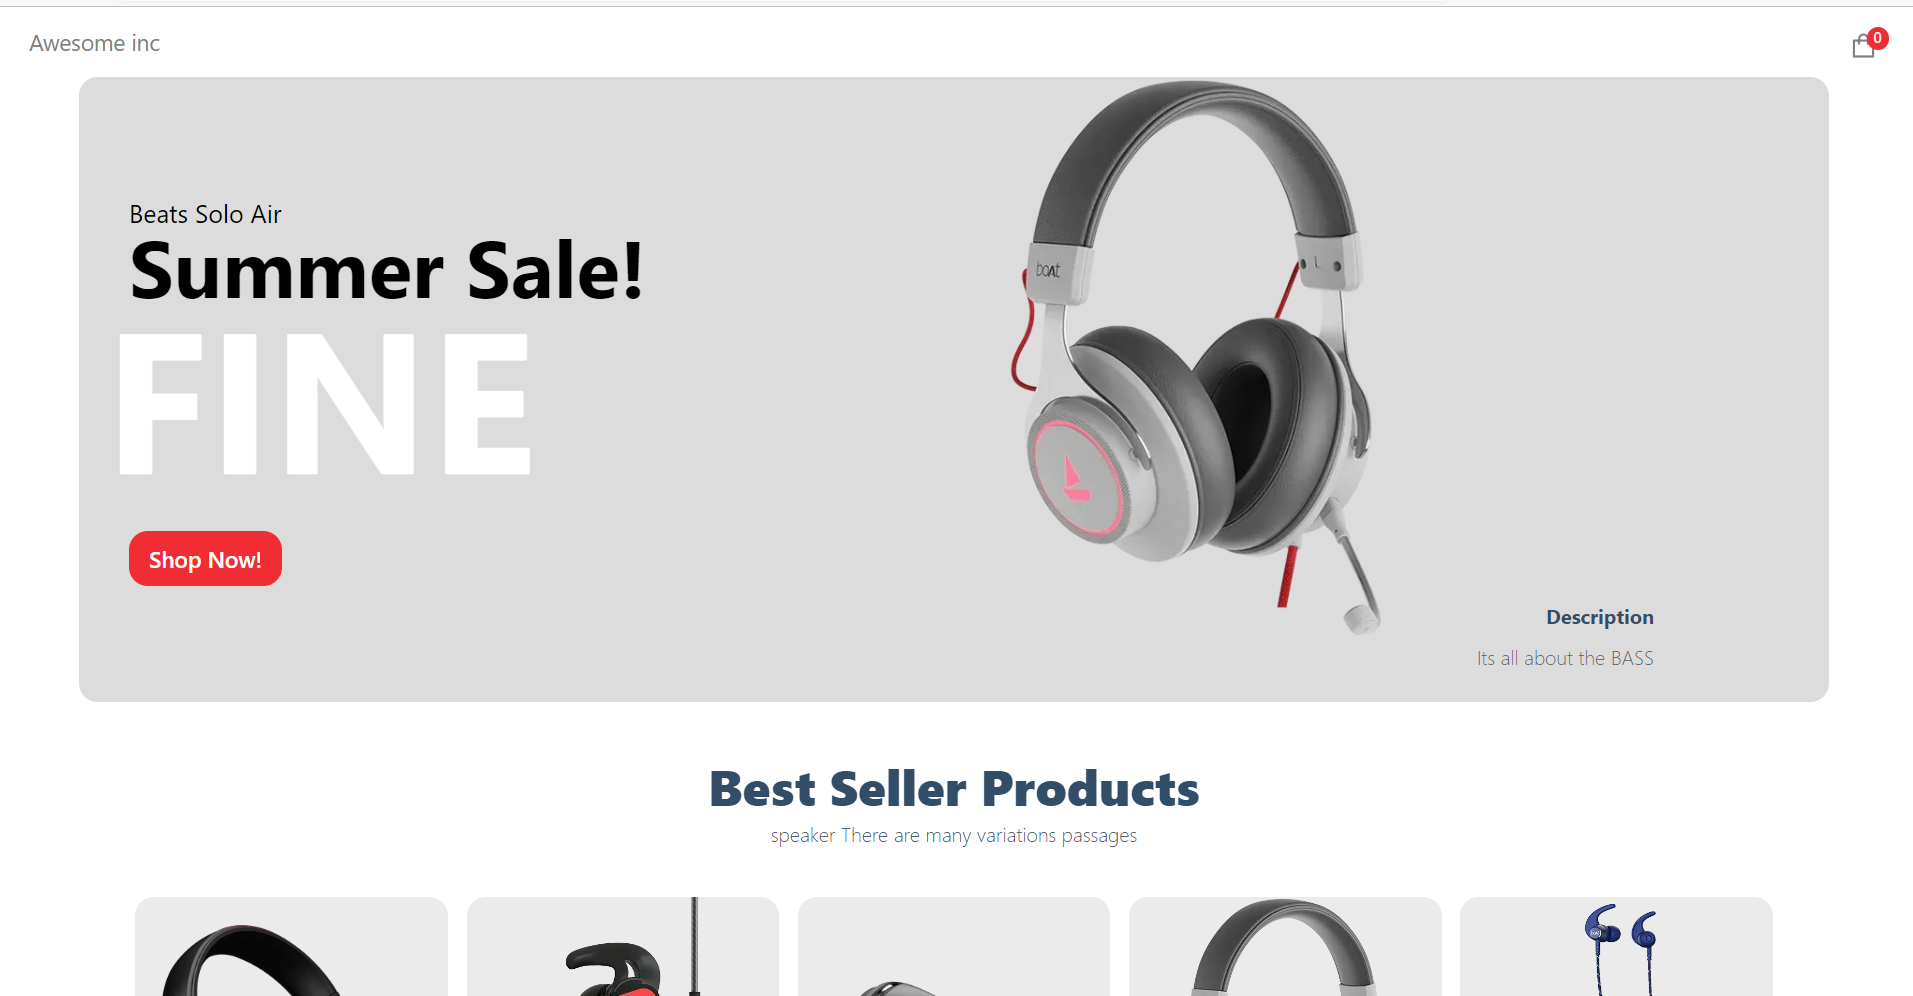 Awesome inc
0
Beats Solo Air
Summer Sale!
FINE
boAt
Shop Now!
Description
Its all about the BASS
Best Seller Products
speaker There are many variations passages